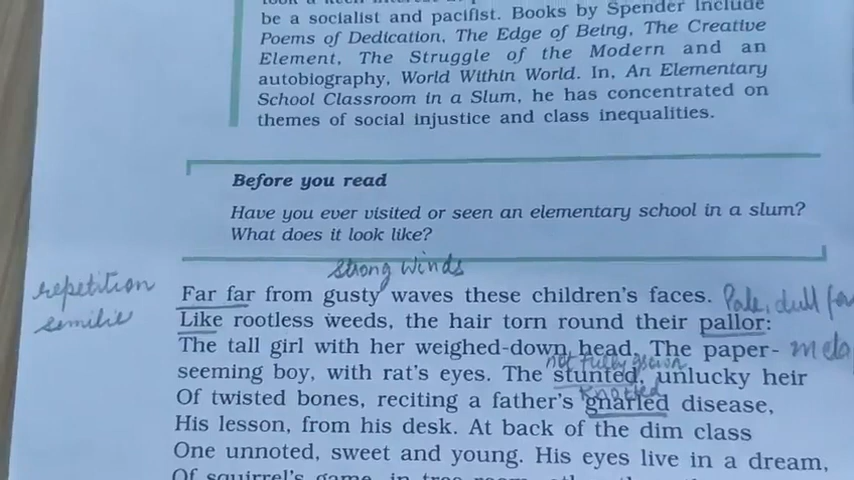 be a socialist and pacifist. Books by Spender include
Poems of Dedication, The Edge of Being, The Creative
Element, The Struggle of the Modern and an
autobiography, World Within World. In, An Elementary
School Classroom in a Slum, he has concentrated on
themes of social injustice and class inequalities.
Before you read
Have you ever visited or seen an elementary school in a slum?
What does it look like?
strong winds
repetition
Far far from gusty waves these children's faces. Pale, dull
semilie
Like rootless weeds, the hair torn round their pallor:
The tall girl with her weighed-down head. The paper-
not fully grown
seeming boy, with rat's eyes. The stunted, unlucky heir
Knotted
Of twisted bones, reciting a father's gnarled disease,
His lesson, from his desk. At back of the dim class
One unnoted, sweet and young. His eyes live in a dream,
Of squirrel's game, in tree room,